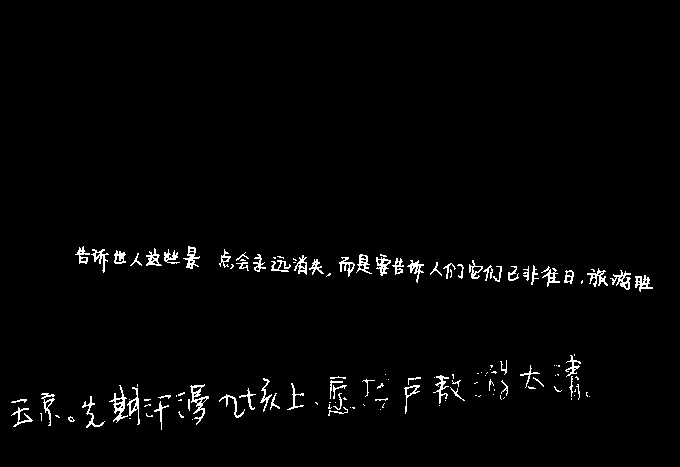 告诉世人这些景 点会永远消失,而是要告诉人们它们已非往日.旅游胜
玉京。先期汗漫九垓上.愿接卢敖游太清.